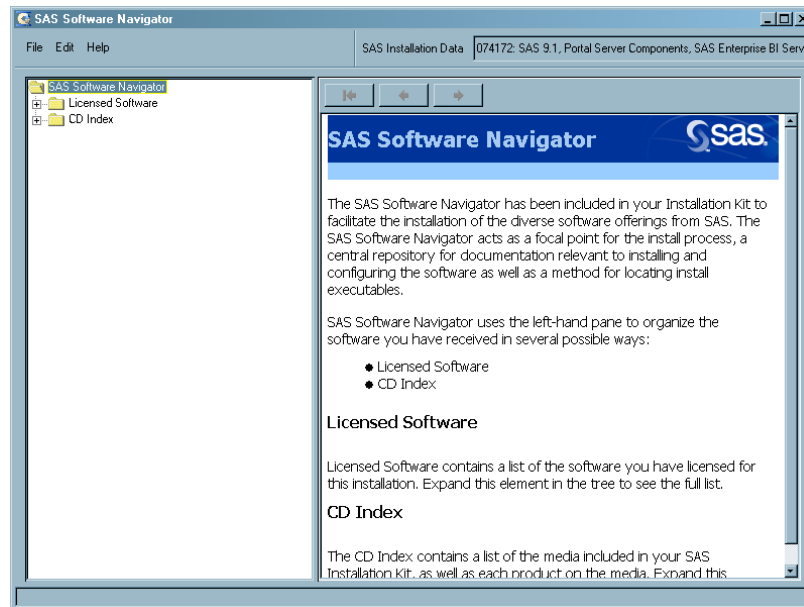 SAS Software Navigator
File Edit Help
SAS Installation Data 074172: SAS 9.1, Portal Server Components, SAS Enterprise BI Serv
SAS Software Navigator
Licensed Software
CD Index
SAS Software Navigator
sas.
The SAS Software Navigator has been included in your Installation Kit to
facilitate the installation of the diverse software offerings from SAS. The
SAS Software Navigator acts as a focal point for the install process, a
central repository for documentation relevant to installing and
configuring the software as well as a method for locating install
executables.
SAS Software Navigator uses the left-hand pane to organize the
software you have received in several possible ways:
● Licensed Software
● CD Index
Licensed Software
Licensed Software contains a list of the software you have licensed for
this installation. Expand this element in the tree to see the full list.
CD Index
The CD Index contains a list of the media included in your SAS
Installation Kit, as well as each product on the media. Expand this